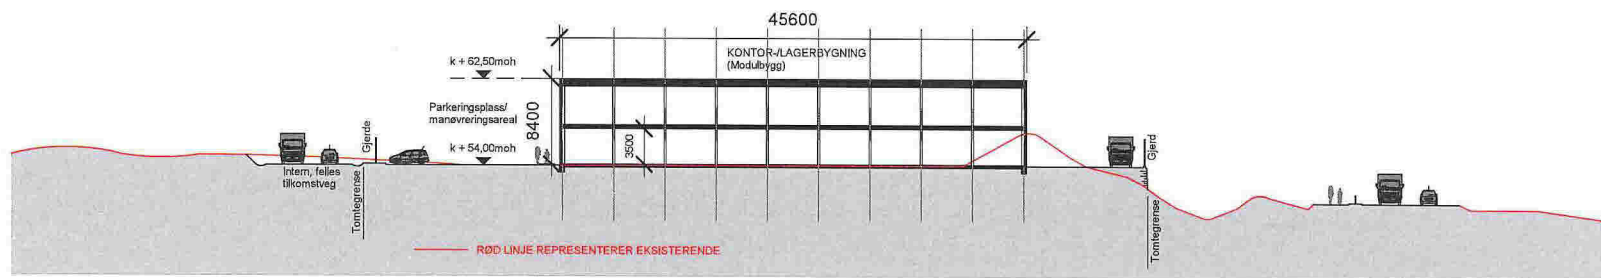 45600
KONTOR-/LAGERBYGNING
(Modulbygg)
k + 62,50moh
Parkeringsplass/
manøvreringsareal
8400
3500
k + 54,00moh
Gjerde
Intern, felles
tilkomstveg
Tomtegrense
Gjerd
Tomtegrense
RØD LINJE REPRESENTERER EKSISTERENDE